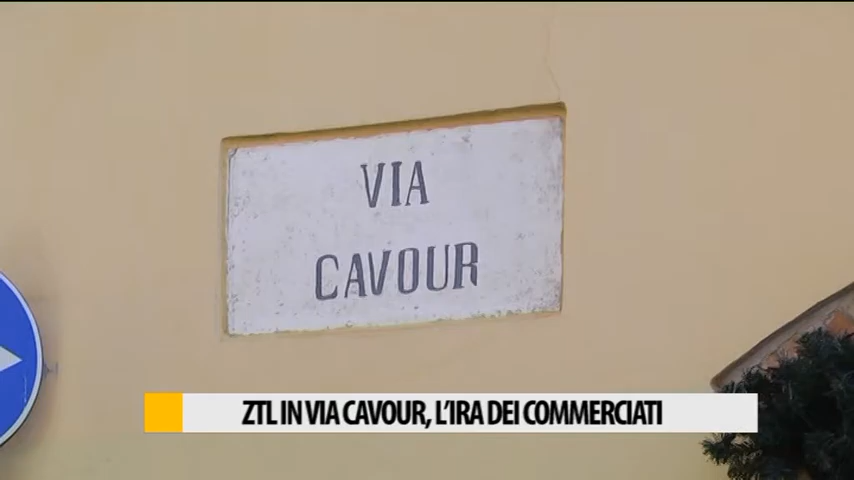 VIA
CAVOUR
ZTL IN VIA CAVOUR, L'IRA DEI COMMERCIATI